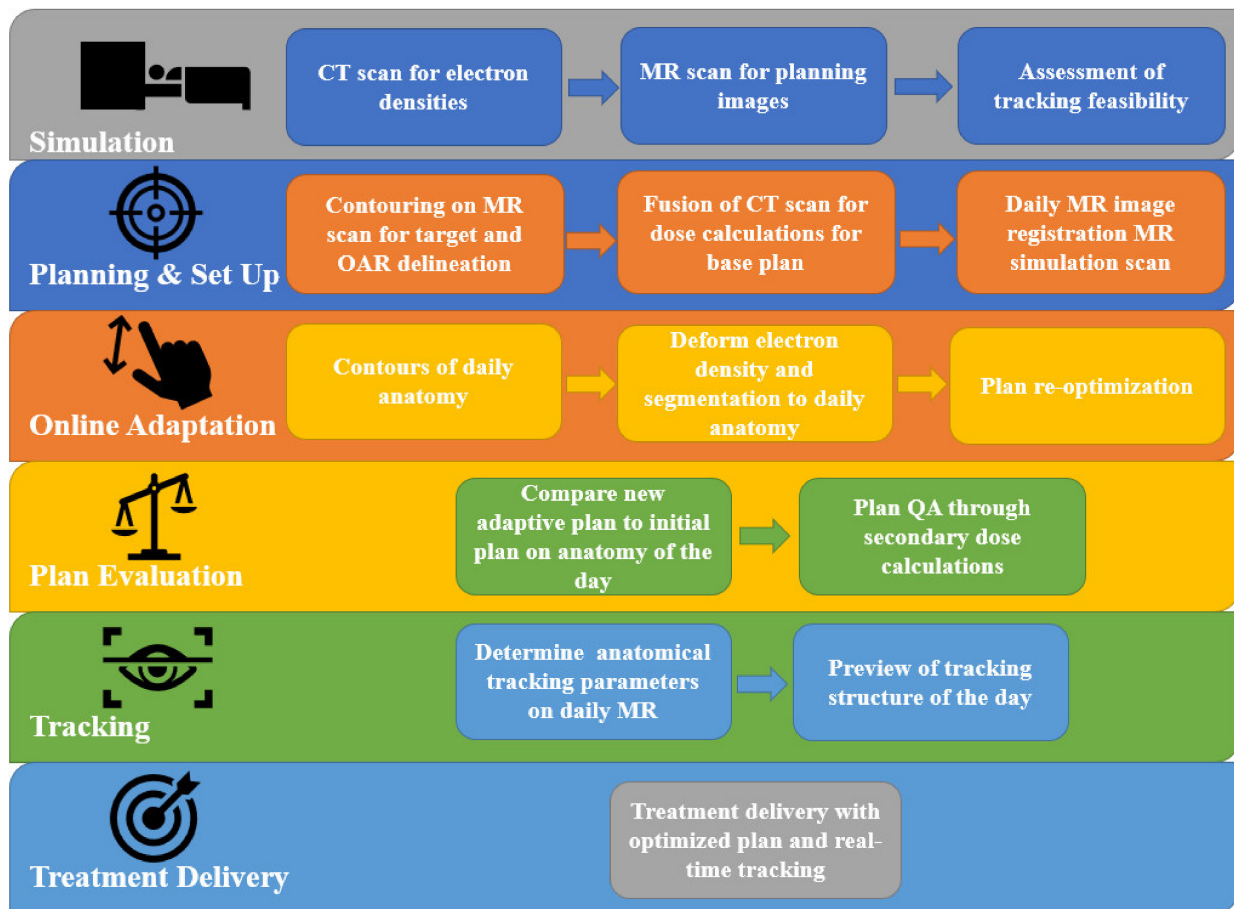 CT scan for electron
densities
MR scan for planning
images
Assessment of
tracking feasibility
Simulation
Contouring on MR
scan for target and
OAR delineation
Fusion of CT scan for
dose calculations for
base plan
Daily MR image
registration MR
simulation scan
Planning & Set Up
Contours of daily
anatomy
Deform electron
density and
segmentation to daily
anatomy
Plan re-optimization
Online Adaptation
Compare new
adaptive plan to initial
plan on anatomy of the
day
Plan QA through
secondary dose
calculations
Plan Evaluation
Determine anatomical
tracking parameters
on daily MR
Preview of tracking
structure of the day
Tracking
Treatment delivery with
optimized plan and real-
time tracking
Treatment Delivery